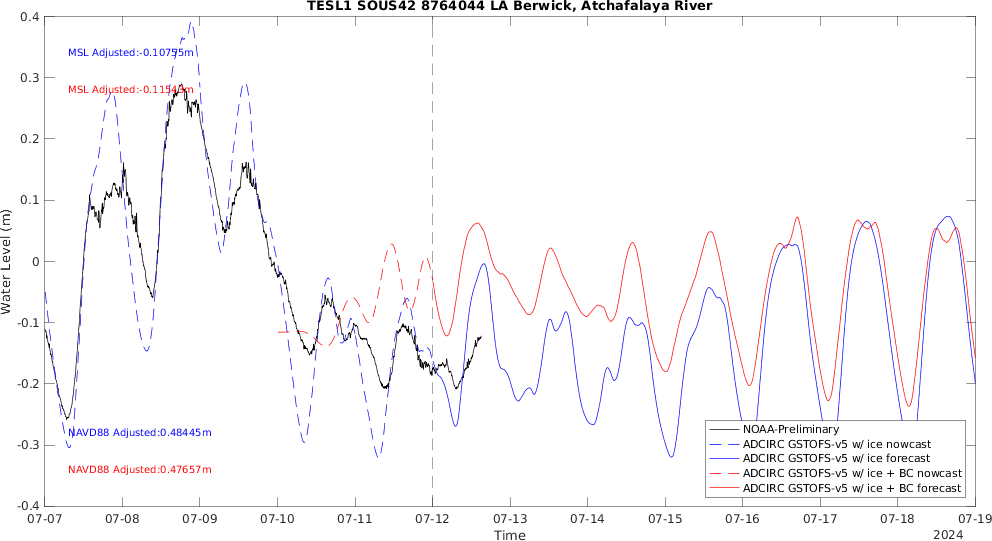 TESL1 SOUS42 8764044 LA Berwick, Atchafalaya River
Water Level (m)
0.4
0.3
0.2
0.1
0
-0.1
-0.2
-0.3
-0.4
MSL Adjusted:-0.10755m
MSL Adjusted:
NAVD88 Adjusted:0.48445m
NAVD88 Adjusted:0.47657m
NOAA-Preliminary
ADCIRC GSTOFS-v5 w/ ice nowcast
ADCIRC GSTOFS-v5 w/ ice forecast
ADCIRC GSTOFS-v5 w/ ice + BC nowcast
ADCIRC GSTOFS-v5 w/ ice + BC forecast
07-07 07-08 07-09 07-10 07-11 07-12 07-13 07-14 07-15 07-16 07-17 07-18 07-19
Time
2024